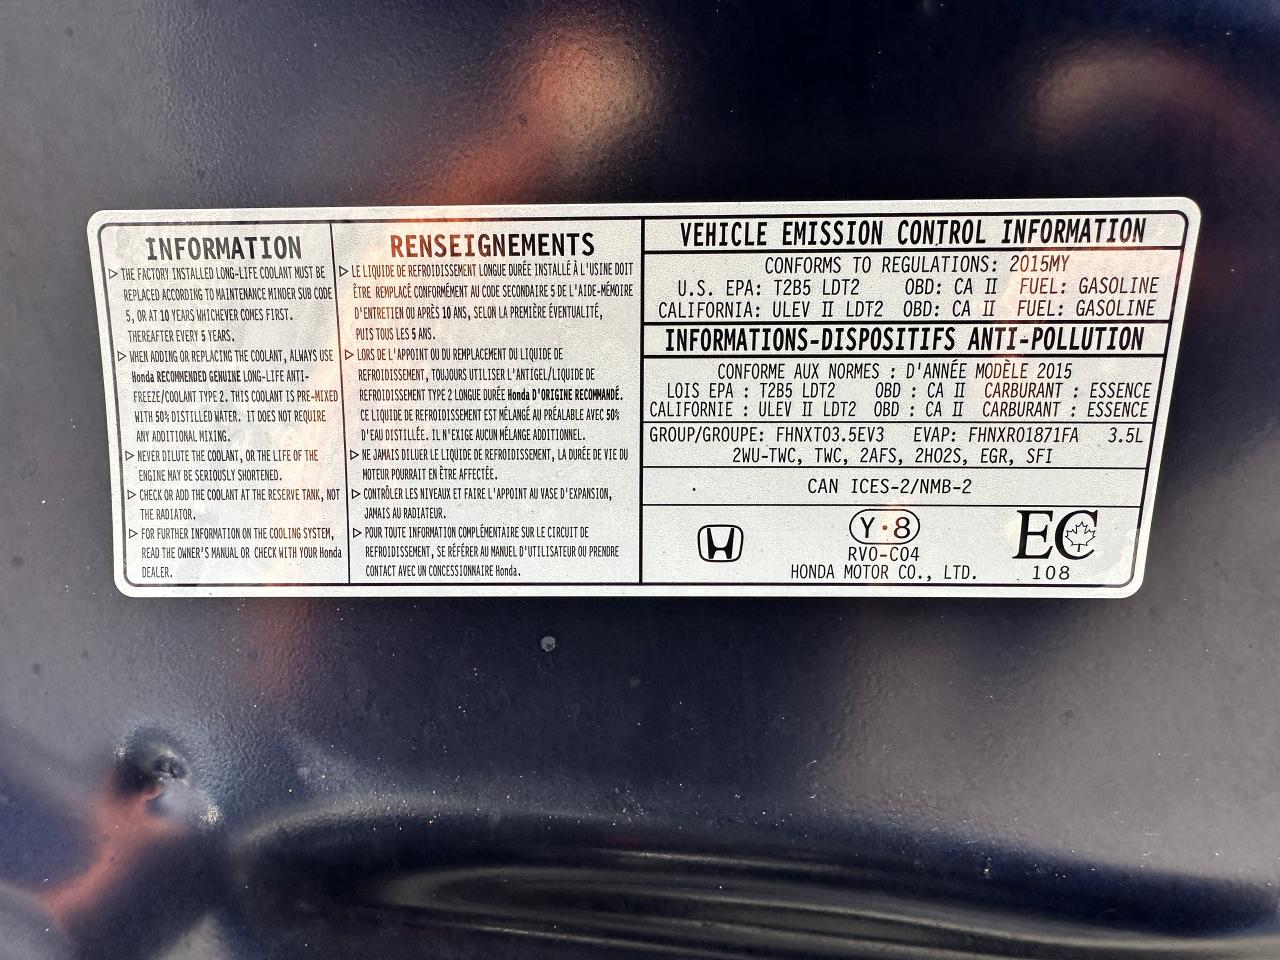 INFORMATION
▷ THE FACTORY INSTALLED LONG-LIFE COOLANT MUST BE
REPLACED ACCORDING TO MAINTENANCE MINDER SUB CODE
5, OR AT 10 YEARS WHICHEVER COMES FIRST.
THEREAFTER EVERY 5 YEARS.
▷ WHEN ADDING OR REPLACING THE COOLANT, ALWAYS USE
Honda RECOMMENDED GENUINE LONG-LIFE ANTI-
FREEZE/COOLANT TYPE 2. THIS COOLANT IS PRE-MIXED
WITH 50% DISTILLED WATER. IT DOES NOT REQUIRE
ANY ADDITIONAL MIXING.
▷ NEVER DILUTE THE COOLANT, OR THE LIFE OF THE
ENGINE MAY BE SERIOUSLY SHORTENED.
▷ CHECK OR ADD THE COOLANT AT THE RESERVE TANK, NOT
THE RADIATOR.
▷ FOR FURTHER INFORMATION ON THE COOLING SYSTEM,
READ THE OWNER'S MANUAL OR CHECK WITH YOUR Honda
DEALER.
RENSEIGNEMENTS
▷ LE LIQUIDE DE REFROIDISSEMENT LONGUE DURÉE INSTALLÉ À L'USINE DOIT
ÊTRE REMPLACÉ CONFORMÉMENT AU CODE SECONDAIRE 5 DE L'AIDE-MÉMOIRE
D'ENTRETIEN OU APRÈS 10 ANS, SELON LA PREMIÈRE ÉVENTUALITÉ,
PUIS TOUS LES 5 ANS.
▷ LORS DE L'APPOINT OU DU REMPLACEMENT DU LIQUIDE DE
REFROIDISSEMENT, TOUJOURS UTILISER L'ANTIGEL/LIQUIDE DE
REFROIDISSEMENT TYPE 2 LONGUE DURÉE Honda D'ORIGINE RECOMMANDÉ.
CE LIQUIDE DE REFROIDISSEMENT EST MÉLANGÉ AU PRÉALABLE AVEC 50%
D'EAU DISTILLÉE. IL N'EXIGE AUCUN MÉLANGE ADDITIONNEL.
▷ NE JAMAIS DILUER LE LIQUIDE DE REFROIDISSEMENT, LA DURÉE DE VIE DU
MOTEUR POURRAIT EN ÊTRE AFFECTÉE.
▷ CONTRÔLER LES NIVEAUX ET FAIRE L'APPOINT AU VASE D'EXPANSION,
JAMAIS AU RADIATEUR.
▷ POUR TOUTE INFORMATION COMPLÉMENTAIRE SUR LE CIRCUIT DE
REFROIDISSEMENT, SE RÉFÉRER AU MANUEL D'UTILISATEUR OU PRENDRE
CONTACT AVEC UN CONCESSIONNAIRE Honda.
VEHICLE EMISSION CONTROL INFORMATION
CONFORMS TO REGULATIONS: 2015MY
U.S. EPA: T2B5 LDT2 OBD: CA II FUEL: GASOLINE
CALIFORNIA: ULEV II LDT2 OBD: CA II FUEL: GASOLINE
INFORMATIONS-DISPOSITIFS ANTI-POLLUTION
CONFORME AUX NORMES : D'ANNÉE MODÈLE 2015
LOIS EPA : T2B5 LDT2 OBD : CA II CARBURANT : ESSENCE
CALIFORNIE : ULEV II LDT2 OBD : CA II CARBURANT : ESSENCE
GROUP/GROUPE: FHNXT03.5EV3 EVAP: FHNXR01871FA 3.5L
2WU-TWC, TWC, 2AFS, 2HO2S, EGR, SFI
CAN ICES-2/NMB-2
Y·8
RV0-C04
HONDA MOTOR CO., LTD.
EC
108